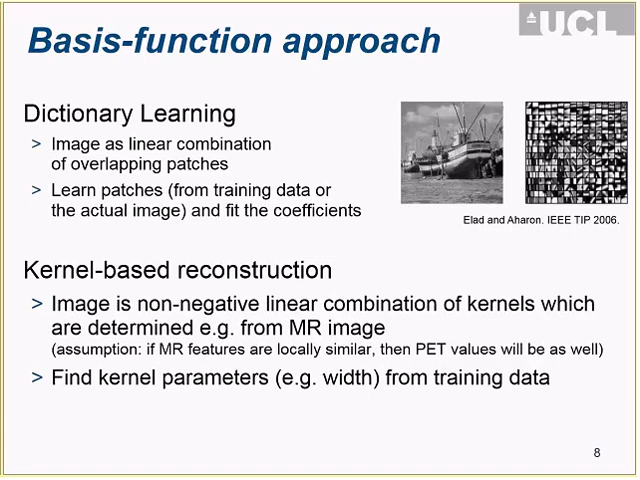 UCL
Basis-function approach
Dictionary Learning
> Image as linear combination
of overlapping patches
> Learn patches (from training data or
the actual image) and fit the coefficients
Elad and Aharon. IEEE TIP 2006.
Kernel-based reconstruction
> Image is non-negative linear combination of kernels which
are determined e.g. from MR image
(assumption: if MR features are locally similar, then PET values will be as well)
> Find kernel parameters (e.g. width) from training data
8